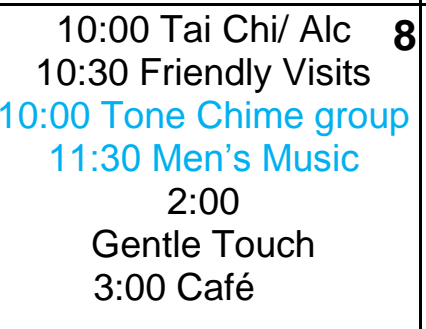 10:00 Tai Chi/ Alc 8
10:30 Friendly Visits
10:00 Tone Chime group
11:30 Men’s Music
2:00
Gentle Touch
3:00 Café